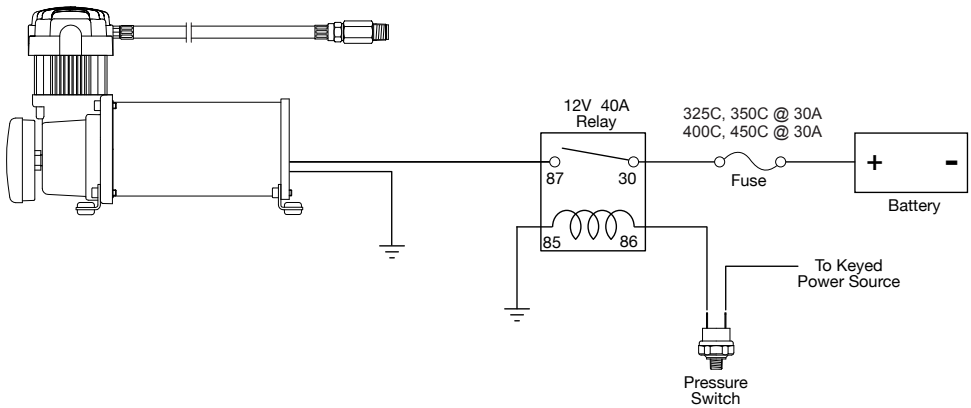 12V 40A
Relay
325C, 350C @ 30A
400C, 450C @ 30A
87
30
Fuse
+
-
Battery
85
86
To Keyed
Power Source
Pressure
Switch